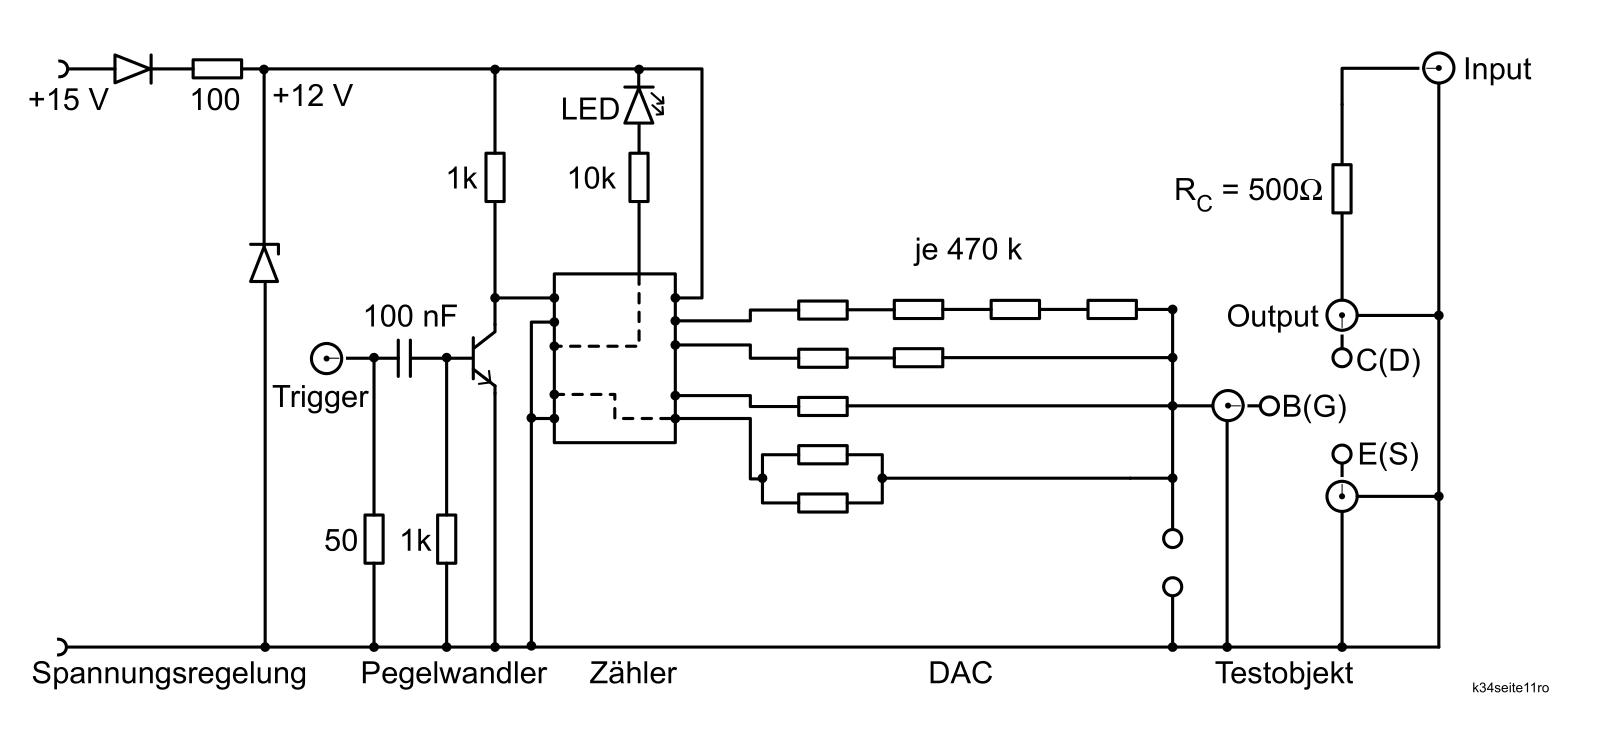 +15 V
100
+12 V
LED
1k
10k
Input
R_C = 500Ω
je 470 k
100 nF
Trigger
Output
C(D)
B(G)
E(S)
50
1k
Spannungsregelung
Pegelwandler
Zähler
DAC
Testobjekt
k34seite11ro